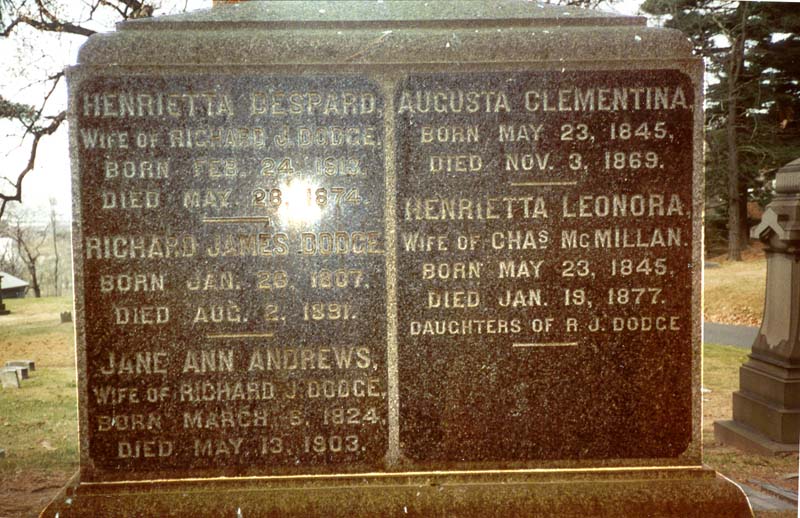 HENRIETTA DESPARD,
WIFE OF RICHARD J. DODGE,
BORN FEB. 24, 1813,
DIED MAY. 28, 1874.
RICHARD JAMES DODGE
BORN JAN. 28, 1807.
DIED AUG. 2, 1891.
JANE ANN ANDREWS,
WIFE OF RICHARD J. DODGE,
BORN MARCH 5, 1824.
DIED MAY. 13, 1903.
AUGUSTA CLEMENTINA,
BORN MAY 23, 1845,
DIED NOV. 3, 1869.
HENRIETTA LEONORA,
WIFE OF CHAS McMILLAN.
BORN MAY 23, 1845.
DIED JAN. 19, 1877.
DAUGHTERS OF R J. DODGE